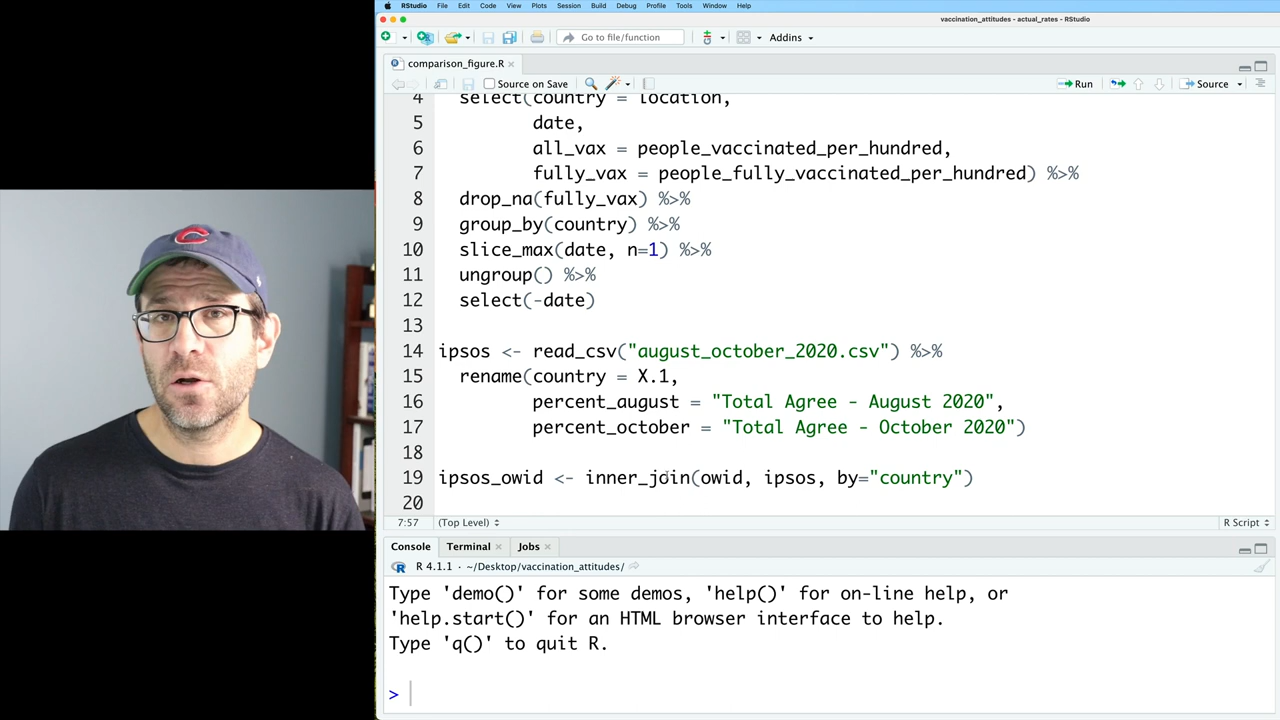 RStudio File Edit Code View Plots Session Build Debug Profile Tools Window Help
vaccination_attitudes - actual_rates - RStudio
Go to file/function Addins
comparison_figure.R
Source on Save Run Source
4 select(country = location,
5 date,
6 all_vax = people_vaccinated_per_hundred,
7 fully_vax = people_fully_vaccinated_per_hundred) %>%
8 drop_na(fully_vax) %>%
9 group_by(country) %>%
10 slice_max(date, n=1) %>%
11 ungroup() %>%
12 select(-date)
13
14 ipsos <- read_csv("august_october_2020.csv") %>%
15 rename(country = X.1,
16 percent_august = "Total Agree - August 2020",
17 percent_october = "Total Agree - October 2020")
18
19 ipsos_owid <- inner_join(owid, ipsos, by="country")
20
7:57 (Top Level) R Script
Console Terminal Jobs
R 4.1.1 · ~/Desktop/vaccination_attitudes/
Type 'demo()' for some demos, 'help()' for on-line help, or
'help.start()' for an HTML browser interface to help.
Type 'q()' to quit R.
>